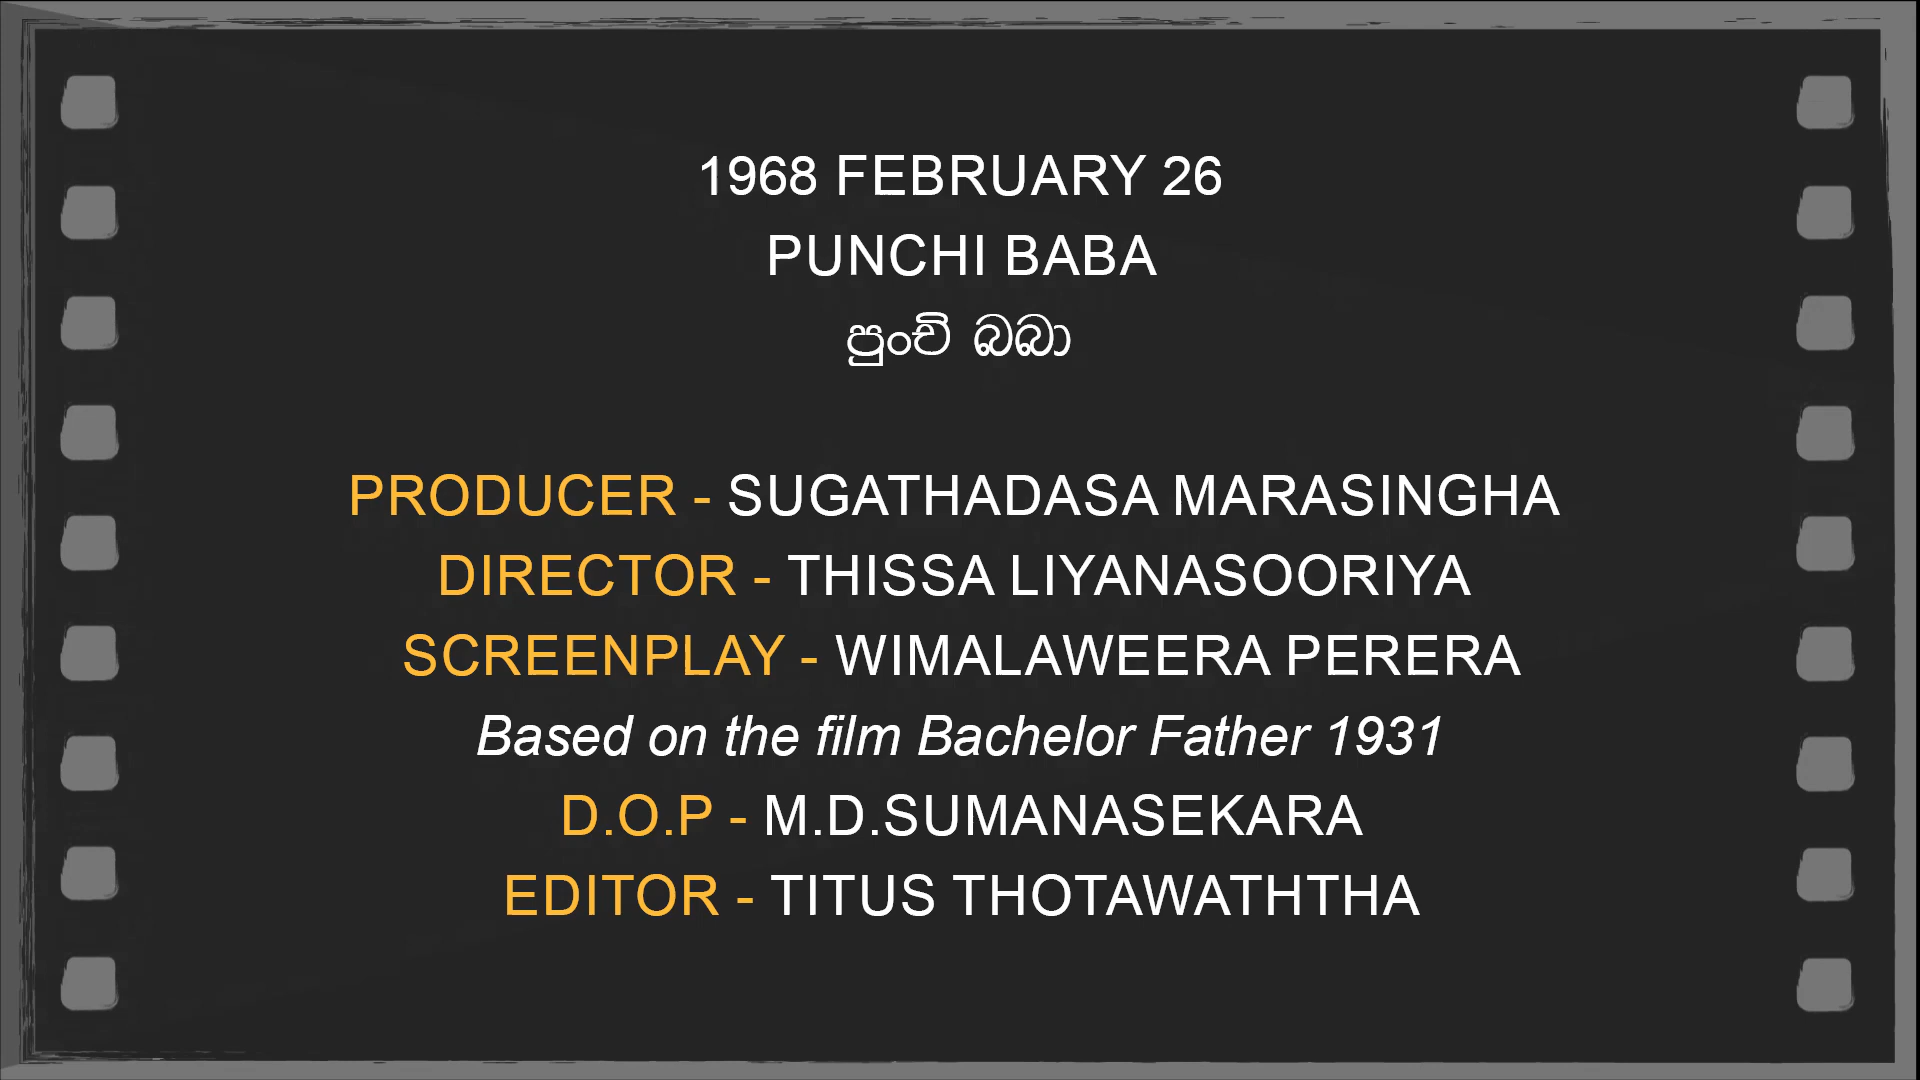 1968 FEBRUARY 26
PUNCHI BABA
පුංචි බබා
PRODUCER - SUGATHADASA MARASINGHA
DIRECTOR - THISSA LIYANASOORIYA
SCREENPLAY - WIMALAWEERA PERERA
Based on the film Bachelor Father 1931
D.O.P - M.D.SUMANASEKARA
EDITOR - TITUS THOTAWATHTHA